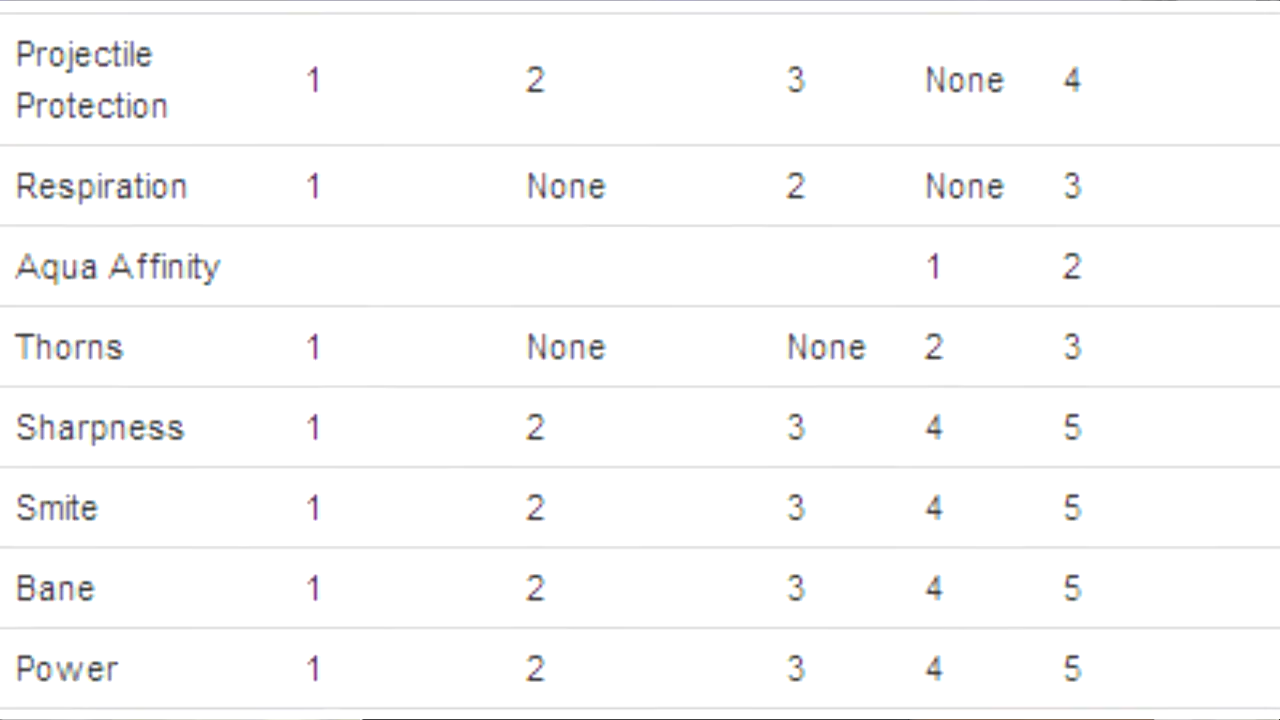 Projectile
Protection 1 2 3 None 4
Respiration 1 None 2 None 3
Aqua Affinity 1 2
Thorns 1 None None 2 3
Sharpness 1 2 3 4 5
Smite 1 2 3 4 5
Bane 1 2 3 4 5
Power 1 2 3 4 5